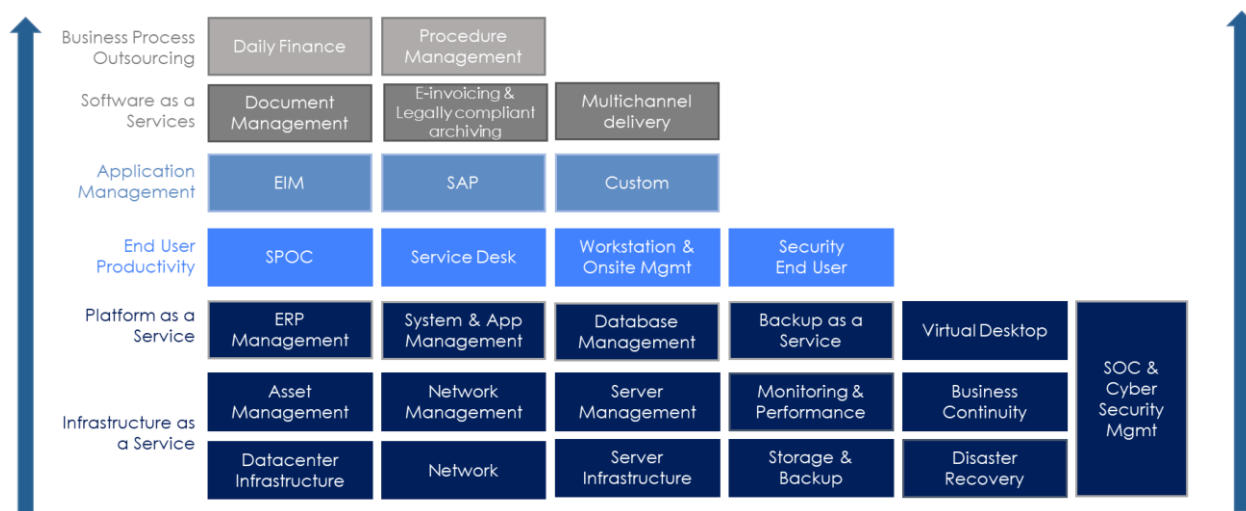 Business Process
Outsourcing
Daily Finance
Procedure
Management
Software as a
Services
Document
Management
E-invoicing &
Legally compliant
archiving
Multichannel
delivery
Application
Management
EIM
SAP
Custom
End User
Productivity
SPOC
Service Desk
Workstation &
Onsite Mgmt
Security
End User
Platform as a
Service
ERP
Management
System & App
Management
Database
Management
Backup as a
Service
Virtual Desktop
SOC &
Cyber
Security
Mgmt
Infrastructure as
a Service
Asset
Management
Network
Management
Server
Management
Monitoring &
Performance
Business
Continuity
Datacenter
Infrastructure
Network
Server
Infrastructure
Storage &
Backup
Disaster
Recovery